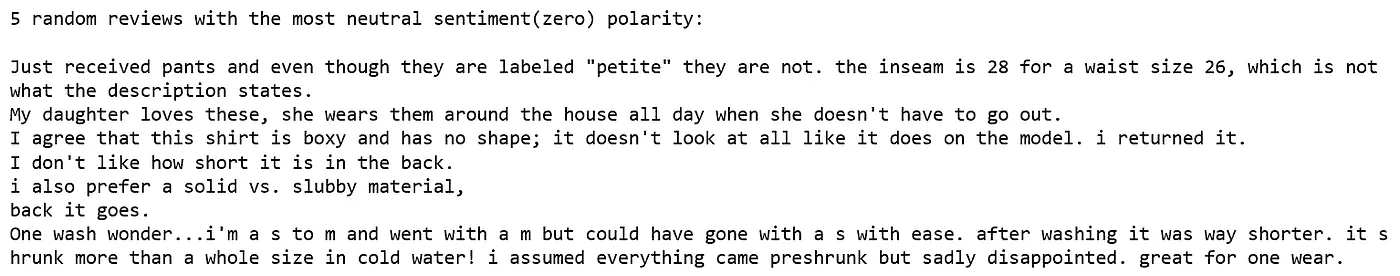 5 random reviews with the most neutral sentiment(zero) polarity:
Just received pants and even though they are labeled "petite" they are not. the inseam is 28 for a waist size 26, which is not
what the description states.
My daughter loves these, she wears them around the house all day when she doesn't have to go out.
I agree that this shirt is boxy and has no shape; it doesn't look at all like it does on the model. i returned it.
I don't like how short it is in the back.
i also prefer a solid vs. slubby material,
back it goes.
One wash wonder...i'm a s to m and went with a m but could have gone with a s with ease. after washing it was way shorter. it s
hrunk more than a whole size in cold water! i assumed everything came preshrunk but sadly disappointed. great for one wear.